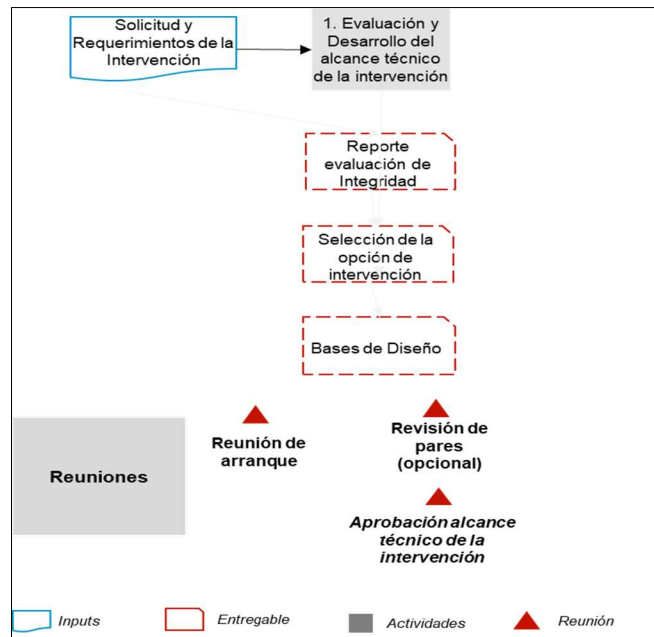 Solicitud y
Requerimientos de la
Intervención
1. Evaluación y
Desarrollo del
alcance técnico
de la intervención
Reporte
evaluación de
Integridad
Selección de la
opción de
intervención
Bases de Diseño
Reuniones
Reunión de
arranque
Revisión de
pares
(opcional)
Aprobación alcance
técnico de la
intervención
Inputs
Entregable
Actividades
Reunión